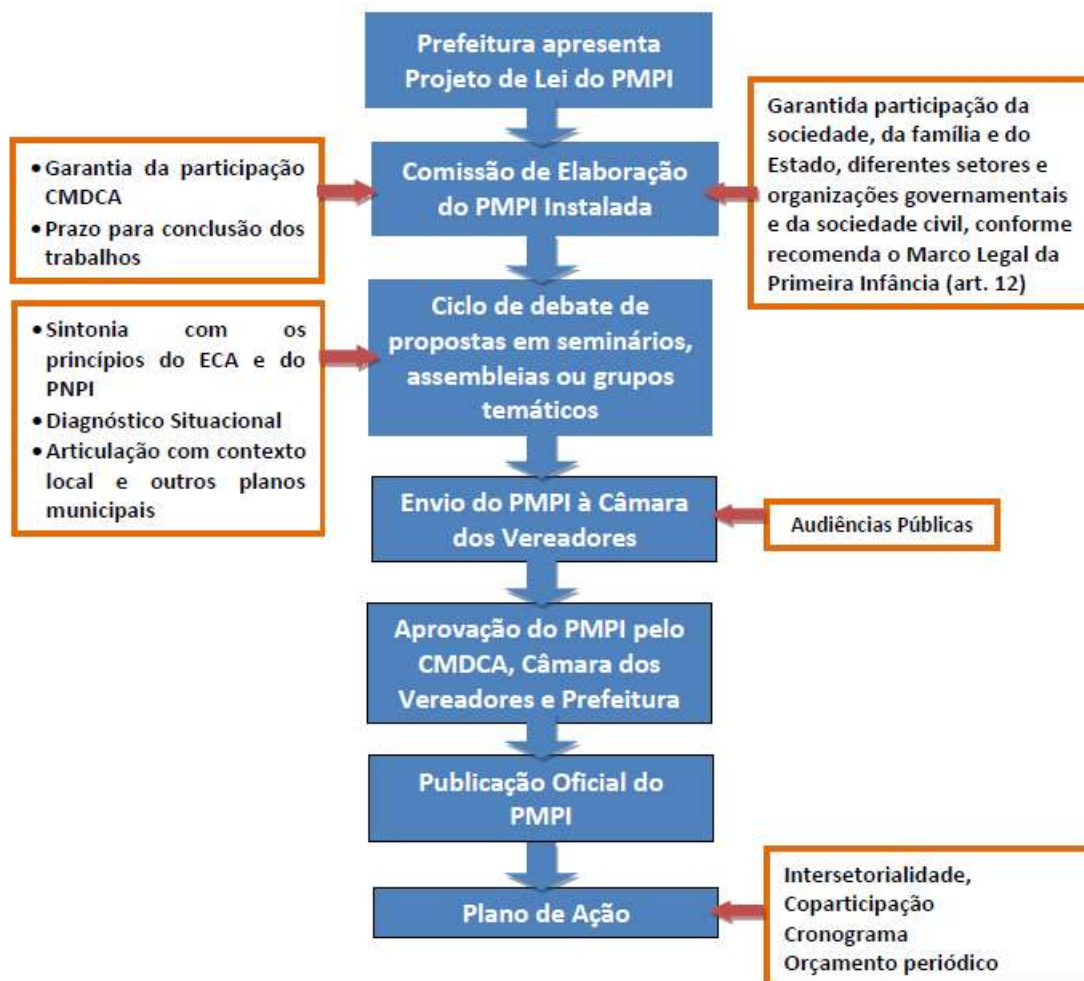 Prefeitura apresenta
Projeto de Lei do PMPI
• Garantia da participação
CMDCA
• Prazo para conclusão dos
trabalhos
Comissão de Elaboração
do PMPI Instalada
Garantida participação da
sociedade, da família e do
Estado, diferentes setores e
organizações governamentais
e da sociedade civil, conforme
recomenda o Marco Legal da
Primeira Infância (art. 12)
• Sintonia com os
princípios do ECA e do
PNPI
• Diagnóstico Situacional
• Articulação com contexto
local e outros planos
municipais
Ciclo de debate de
propostas em seminários,
assembleias ou grupos
temáticos
Envio do PMPI à Câmara
dos Vereadores
Audiências Públicas
Aprovação do PMPI pelo
CMDCA, Câmara dos
Vereadores e Prefeitura
Publicação Oficial do
PMPI
Plano de Ação
Intersetorialidade,
Coparticipação
Cronograma
Orçamento periódico